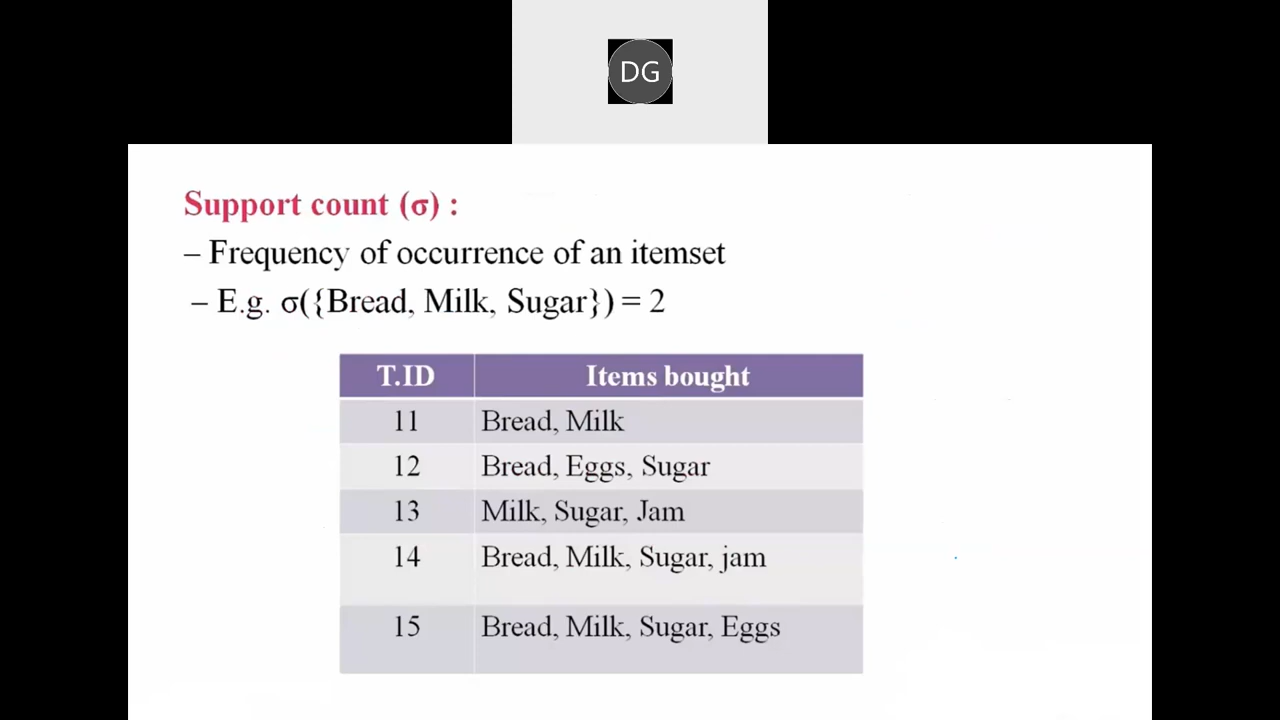 DG
Support count (σ) :
– Frequency of occurrence of an itemset
– E.g. σ({Bread, Milk, Sugar}) = 2
T.ID Items bought
11 Bread, Milk
12 Bread, Eggs, Sugar
13 Milk, Sugar, Jam
14 Bread, Milk, Sugar, jam
15 Bread, Milk, Sugar, Eggs